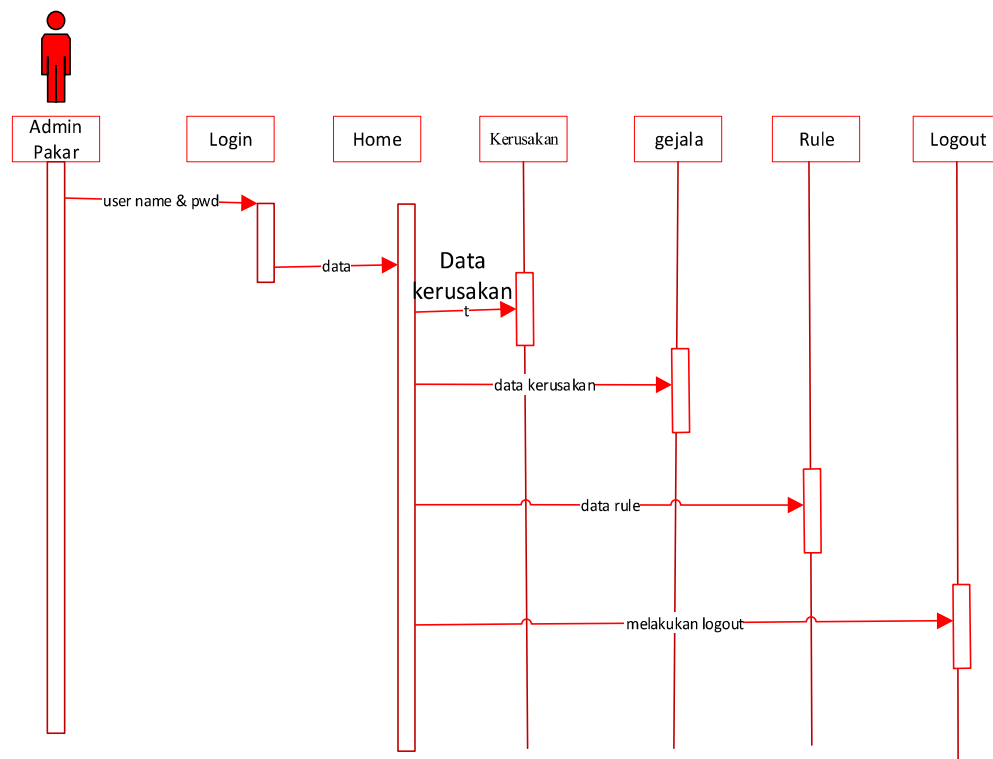 Admin
Pakar
Login
Home
Kerusakan
gejala
Rule
Logout
user name & pwd
data
Data
kerusakan
t
data kerusakan
data rule
melakukan logout